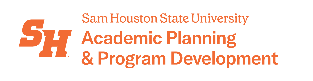 SH
Sam Houston State University
Academic Planning
& Program Development